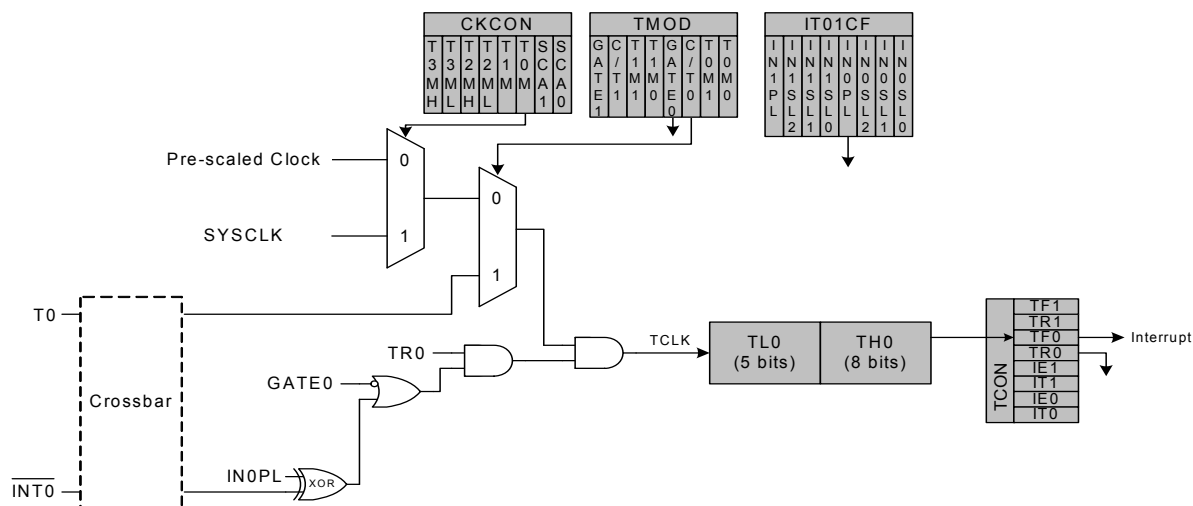 CKCON
T3MH T3ML T2MH T2ML T1M T0M SCA1 SCA0
TMOD
GATE1 C/T1 T1M1 T1M0 GATE0 C/T0 T0M1 T0M0
IT01CF
IN1PL IN1SL2 IN1SL1 IN1SL0 IN0PL IN0SL2 IN0SL1 IN0SL0
Pre-scaled Clock
0
SYSCLK
1
0
1
T0
Crossbar
TR0
GATE0
IN0PL
XOR
INT0
TCLK
TL0
(5 bits)
TH0
(8 bits)
TCON
TF1
TR1
TF0
TR0
IE1
IT1
IE0
IT0
Interrupt